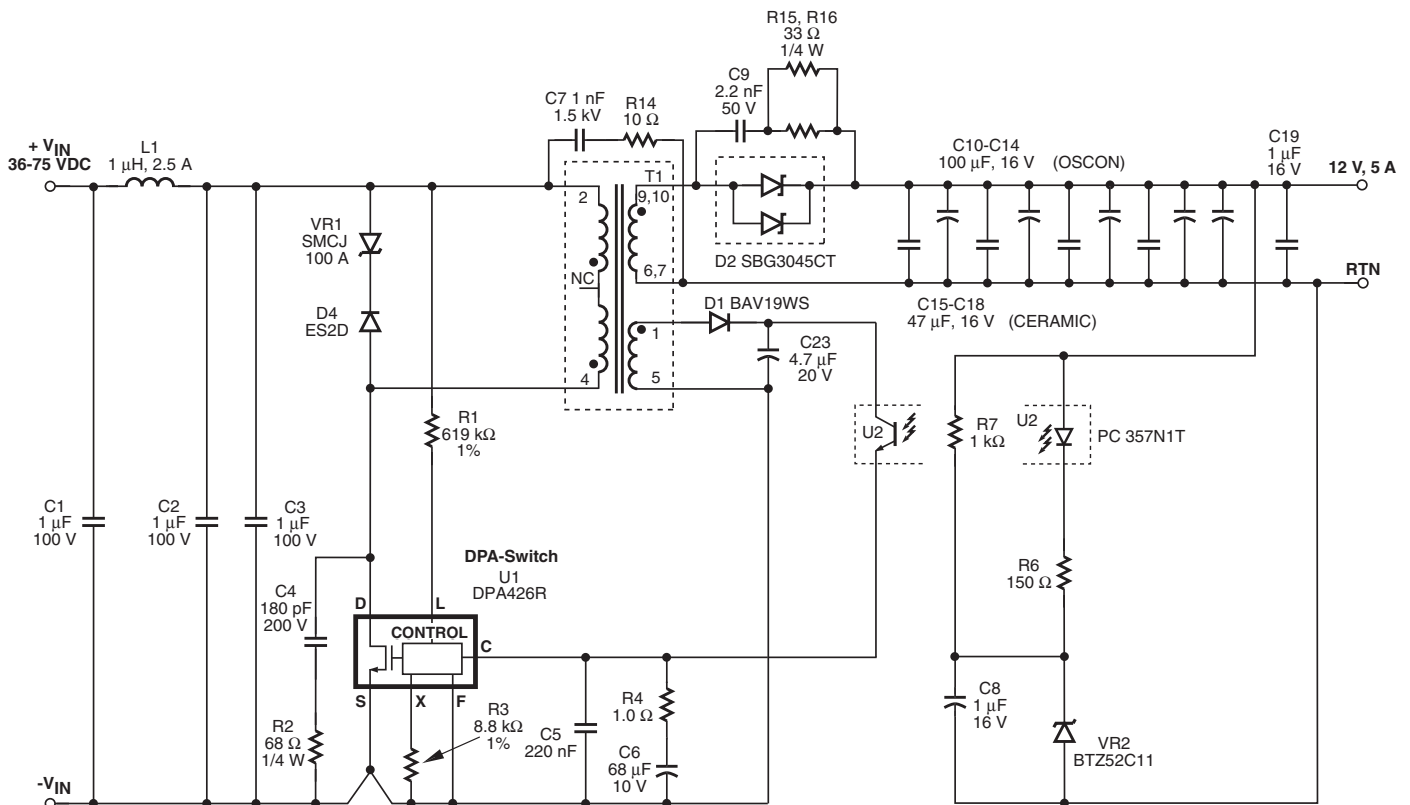 R15, R16
33 Ω
1/4 W
C9
2.2 nF
50 V
C7 1 nF
1.5 kV
R14
10 Ω
+ VIN
36-75 VDC
L1
1 µH, 2.5 A
C10-C14
100 µF, 16 V (OSCON)
C19
1 µF
16 V
12 V, 5 A
T1
2
9,10
VR1
SMCJ
100 A
D2 SBG3045CT
NC
6,7
RTN
D4
ES2D
D1 BAV19WS
C15-C18
47 µF, 16 V (CERAMIC)
1
C23
4.7 µF
20 V
4
5
R1
619 kΩ
1%
U2
R7
1 kΩ
U2
PC 357N1T
C1
1 µF
100 V
C2
1 µF
100 V
C3
1 µF
100 V
DPA-Switch
U1
DPA426R
R6
150 Ω
C4
180 pF
200 V
D
L
CONTROL
C
S
X
F
R2
68 Ω
1/4 W
R3
8.8 kΩ
1%
R4
1.0 Ω
C5
220 nF
C6
68 µF
10 V
C8
1 µF
16 V
VR2
BTZ52C11
-VIN